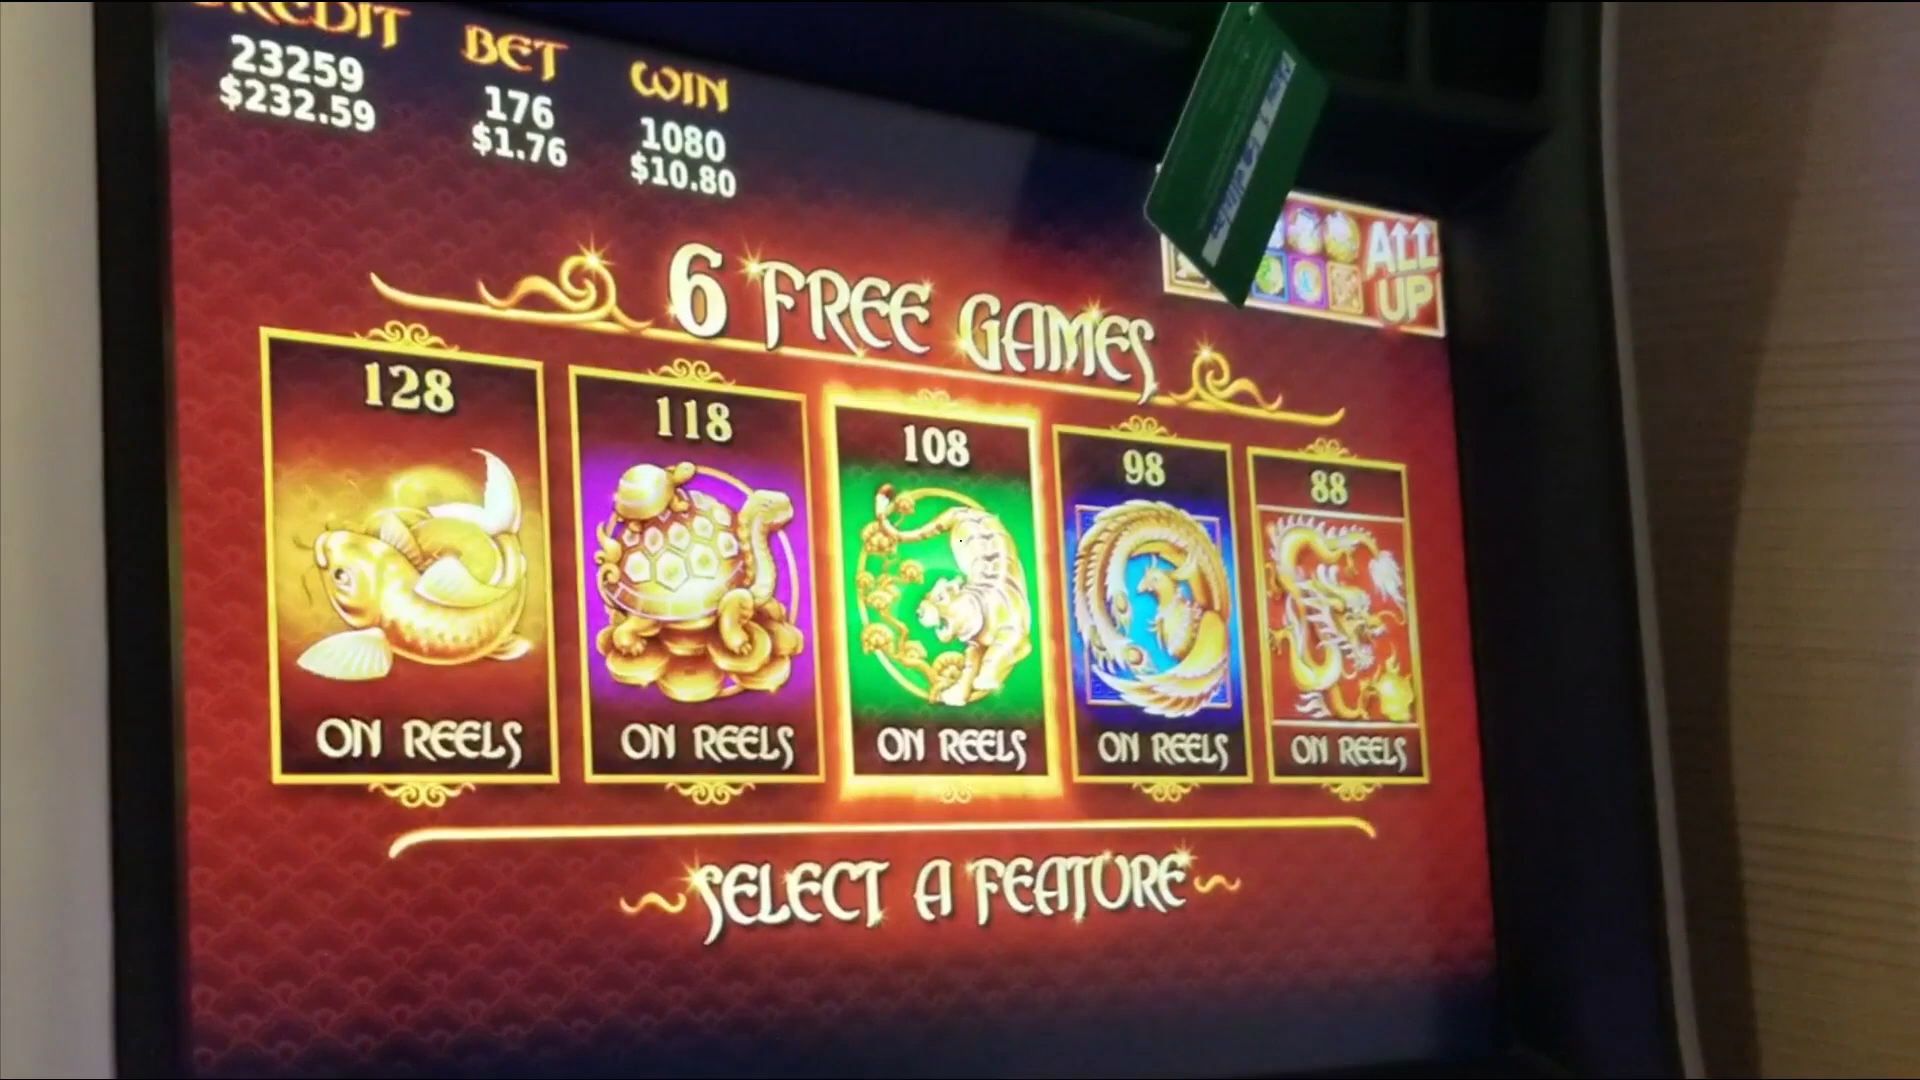 CREDIT BET WIN
23259 176 1080
$232.59 $1.76 $10.80
ALL
UP
6 FREE GAMES
128 118 108 98 88
ON REELS ON REELS ON REELS ON REELS ON REELS
SELECT A FEATURE